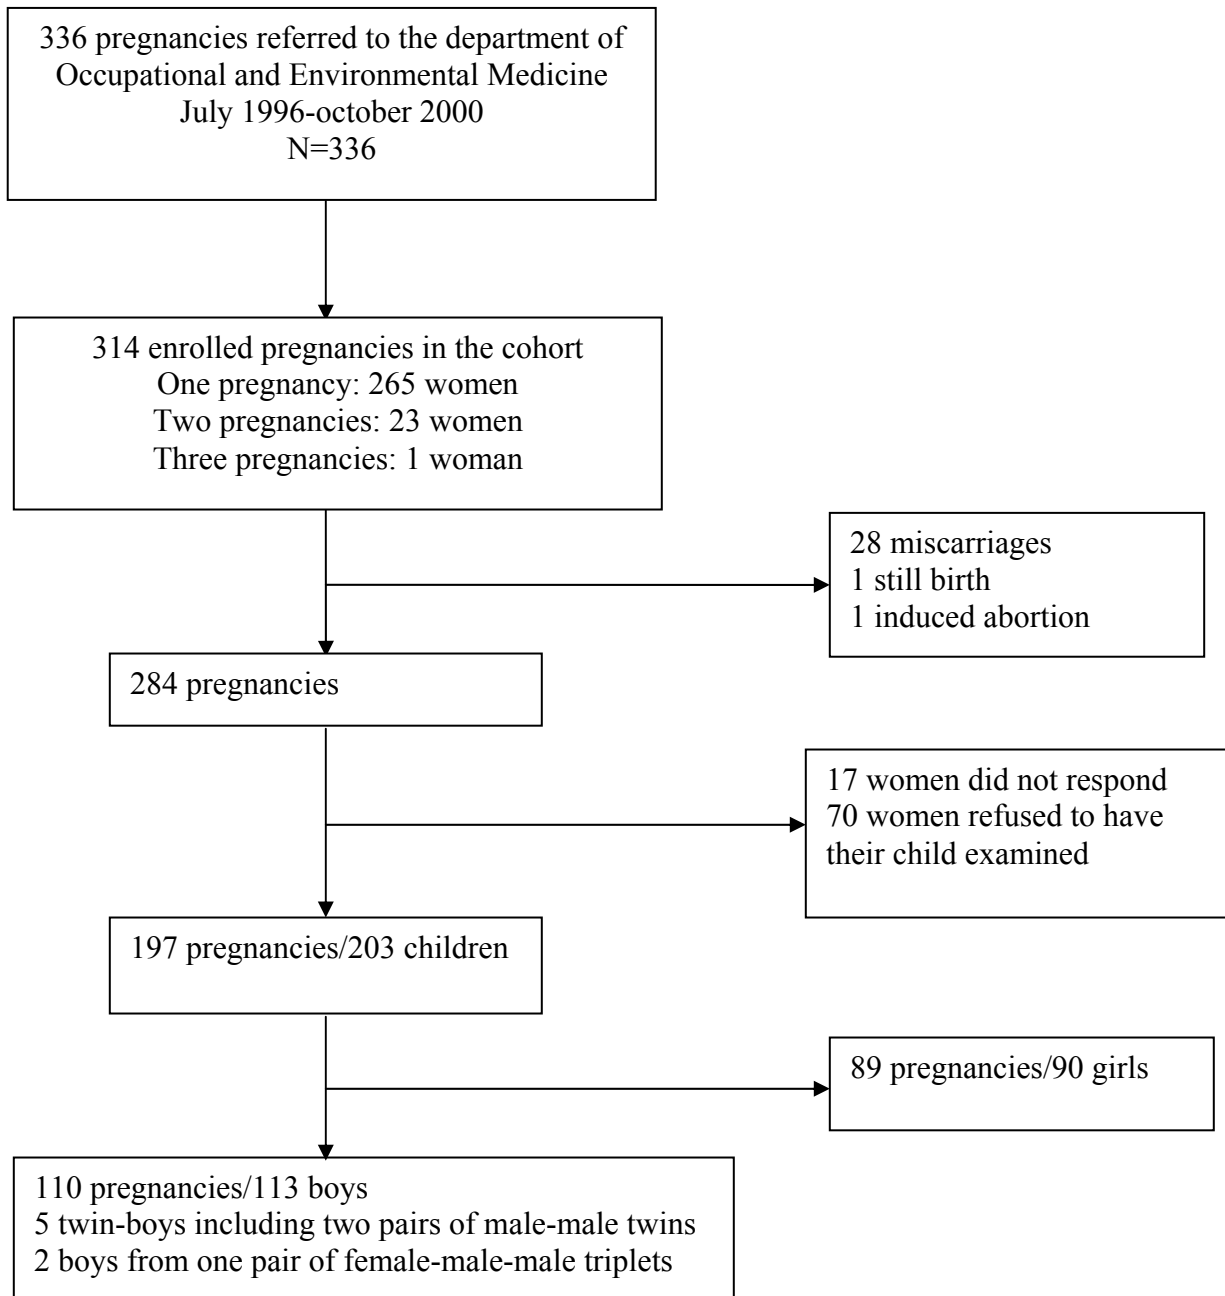 336 pregnancies referred to the department of
Occupational and Environmental Medicine
July 1996-october 2000
N=336
314 enrolled pregnancies in the cohort
One pregnancy: 265 women
Two pregnancies: 23 women
Three pregnancies: 1 woman
28 miscarriages
1 still birth
1 induced abortion
284 pregnancies
17 women did not respond
70 women refused to have
their child examined
197 pregnancies/203 children
89 pregnancies/90 girls
110 pregnancies/113 boys
5 twin-boys including two pairs of male-male twins
2 boys from one pair of female-male-male triplets